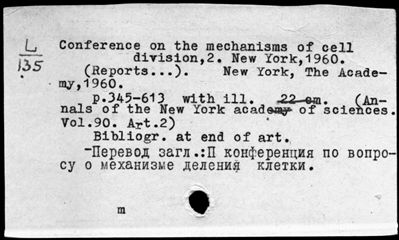 L
135
Conference on the mechanisms of cell
division,2. New York,1960.
(Reports...). New York, The Acade-
my,1960.
p.345-613 with ill. 22 cm. (An-
nals of the New York academy of sciences.
Vol.90. Art.2)
Bibliogr. at end of art.
-Перевод загл.:П конференция по вопро-
су о механизме деления клетки.
m